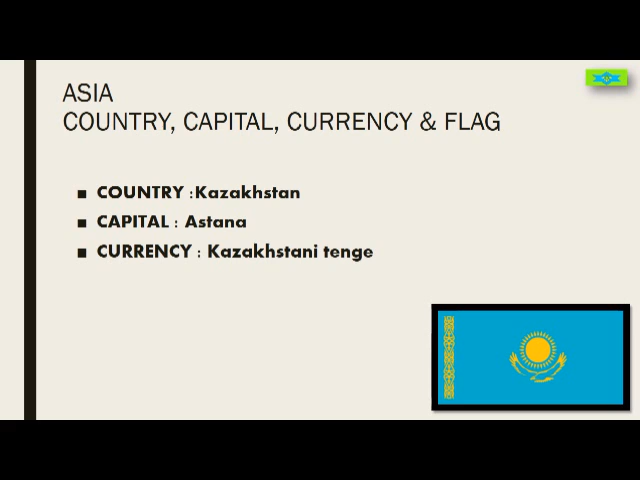 ASIA
COUNTRY, CAPITAL, CURRENCY & FLAG
COUNTRY :Kazakhstan
CAPITAL : Astana
CURRENCY : Kazakhstani tenge